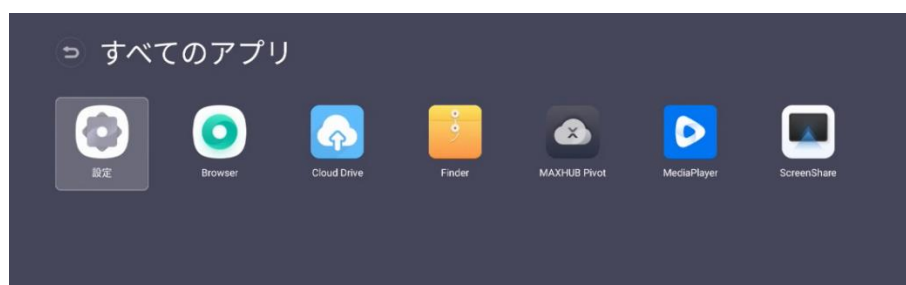 すべてのアプリ
設定 Browser Cloud Drive Finder MAXHUB Pivot MediaPlayer ScreenShare